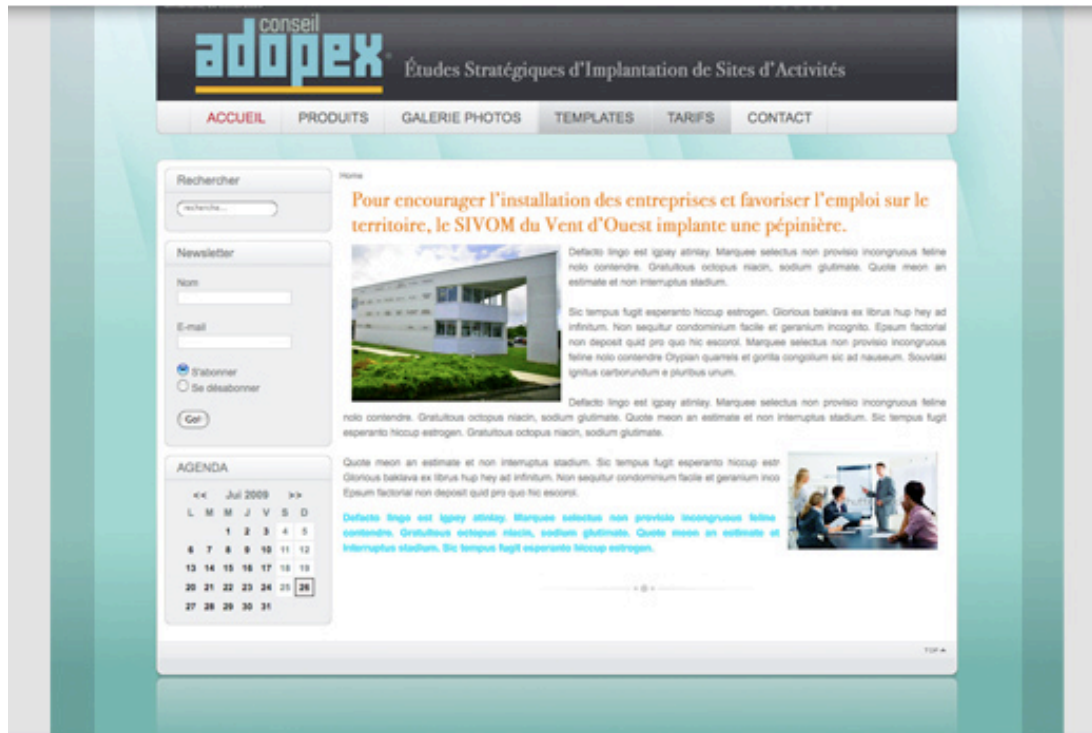 conseil
adopex
Études Stratégiques d'Implantation de Sites d'Activités
ACCUEIL PRODUITS GALERIE PHOTOS TEMPLATES TARIFS CONTACT
Rechercher
recherche...
Newsletter
Nom
E-mail
S'abonner
Se désabonner
Go!
AGENDA
<< Jul 2009 >>
L M M J V S D
1 2 3 4 5
6 7 8 9 10 11 12
13 14 15 16 17 18 19
20 21 22 23 24 25 26
27 28 29 30 31
Home
Pour encourager l'installation des entreprises et favoriser l'emploi sur le
territoire, le SIVOM du Vent d'Ouest implante une pépinière.
Defacto lingo est igpay atinlay. Marquee selectus non provisio incongruous feline
nolo contendre. Gratuitous octopus niacin, sodium glutimate. Quote meon an
estimate et non interruptus stadium.
Sic tempus fugit esperanto hiccup estrogen. Glorious baklava ex librus hup hey ad
infinitum. Non sequitur condominium facile et geranium incognito. Epsum factorial
non deposit quid pro quo hic escorol. Marquee selectus non provisio incongruous
feline nolo contendre Olypian quarrels et gorilla congolium sic ad nauseum. Souvlaki
ignitus carborundum e pluribus unum.
Defacto lingo est igpay atinlay. Marquee selectus non provisio incongruous feline
nolo contendre. Gratuitous octopus niacin, sodium glutimate. Quote meon an estimate et non interruptus stadium. Sic tempus fugit
esperanto hiccup estrogen. Gratuitous octopus niacin, sodium glutimate.
Quote meon an estimate et non interruptus stadium. Sic tempus fugit esperanto hiccup estr
Glorious baklava ex librus hup hey ad infinitum. Non sequitur condominium facile et geranium inco
Epsum factorial non deposit quid pro quo hic escorol.
Defacto lingo est igpay atinlay. Marquee selectus non provisio incongruous feline
contendre. Gratuitous octopus niacin, sodium glutimate. Quote meon an estimate et
interruptus stadium. Sic tempus fugit esperanto hiccup estrogen.
TOP